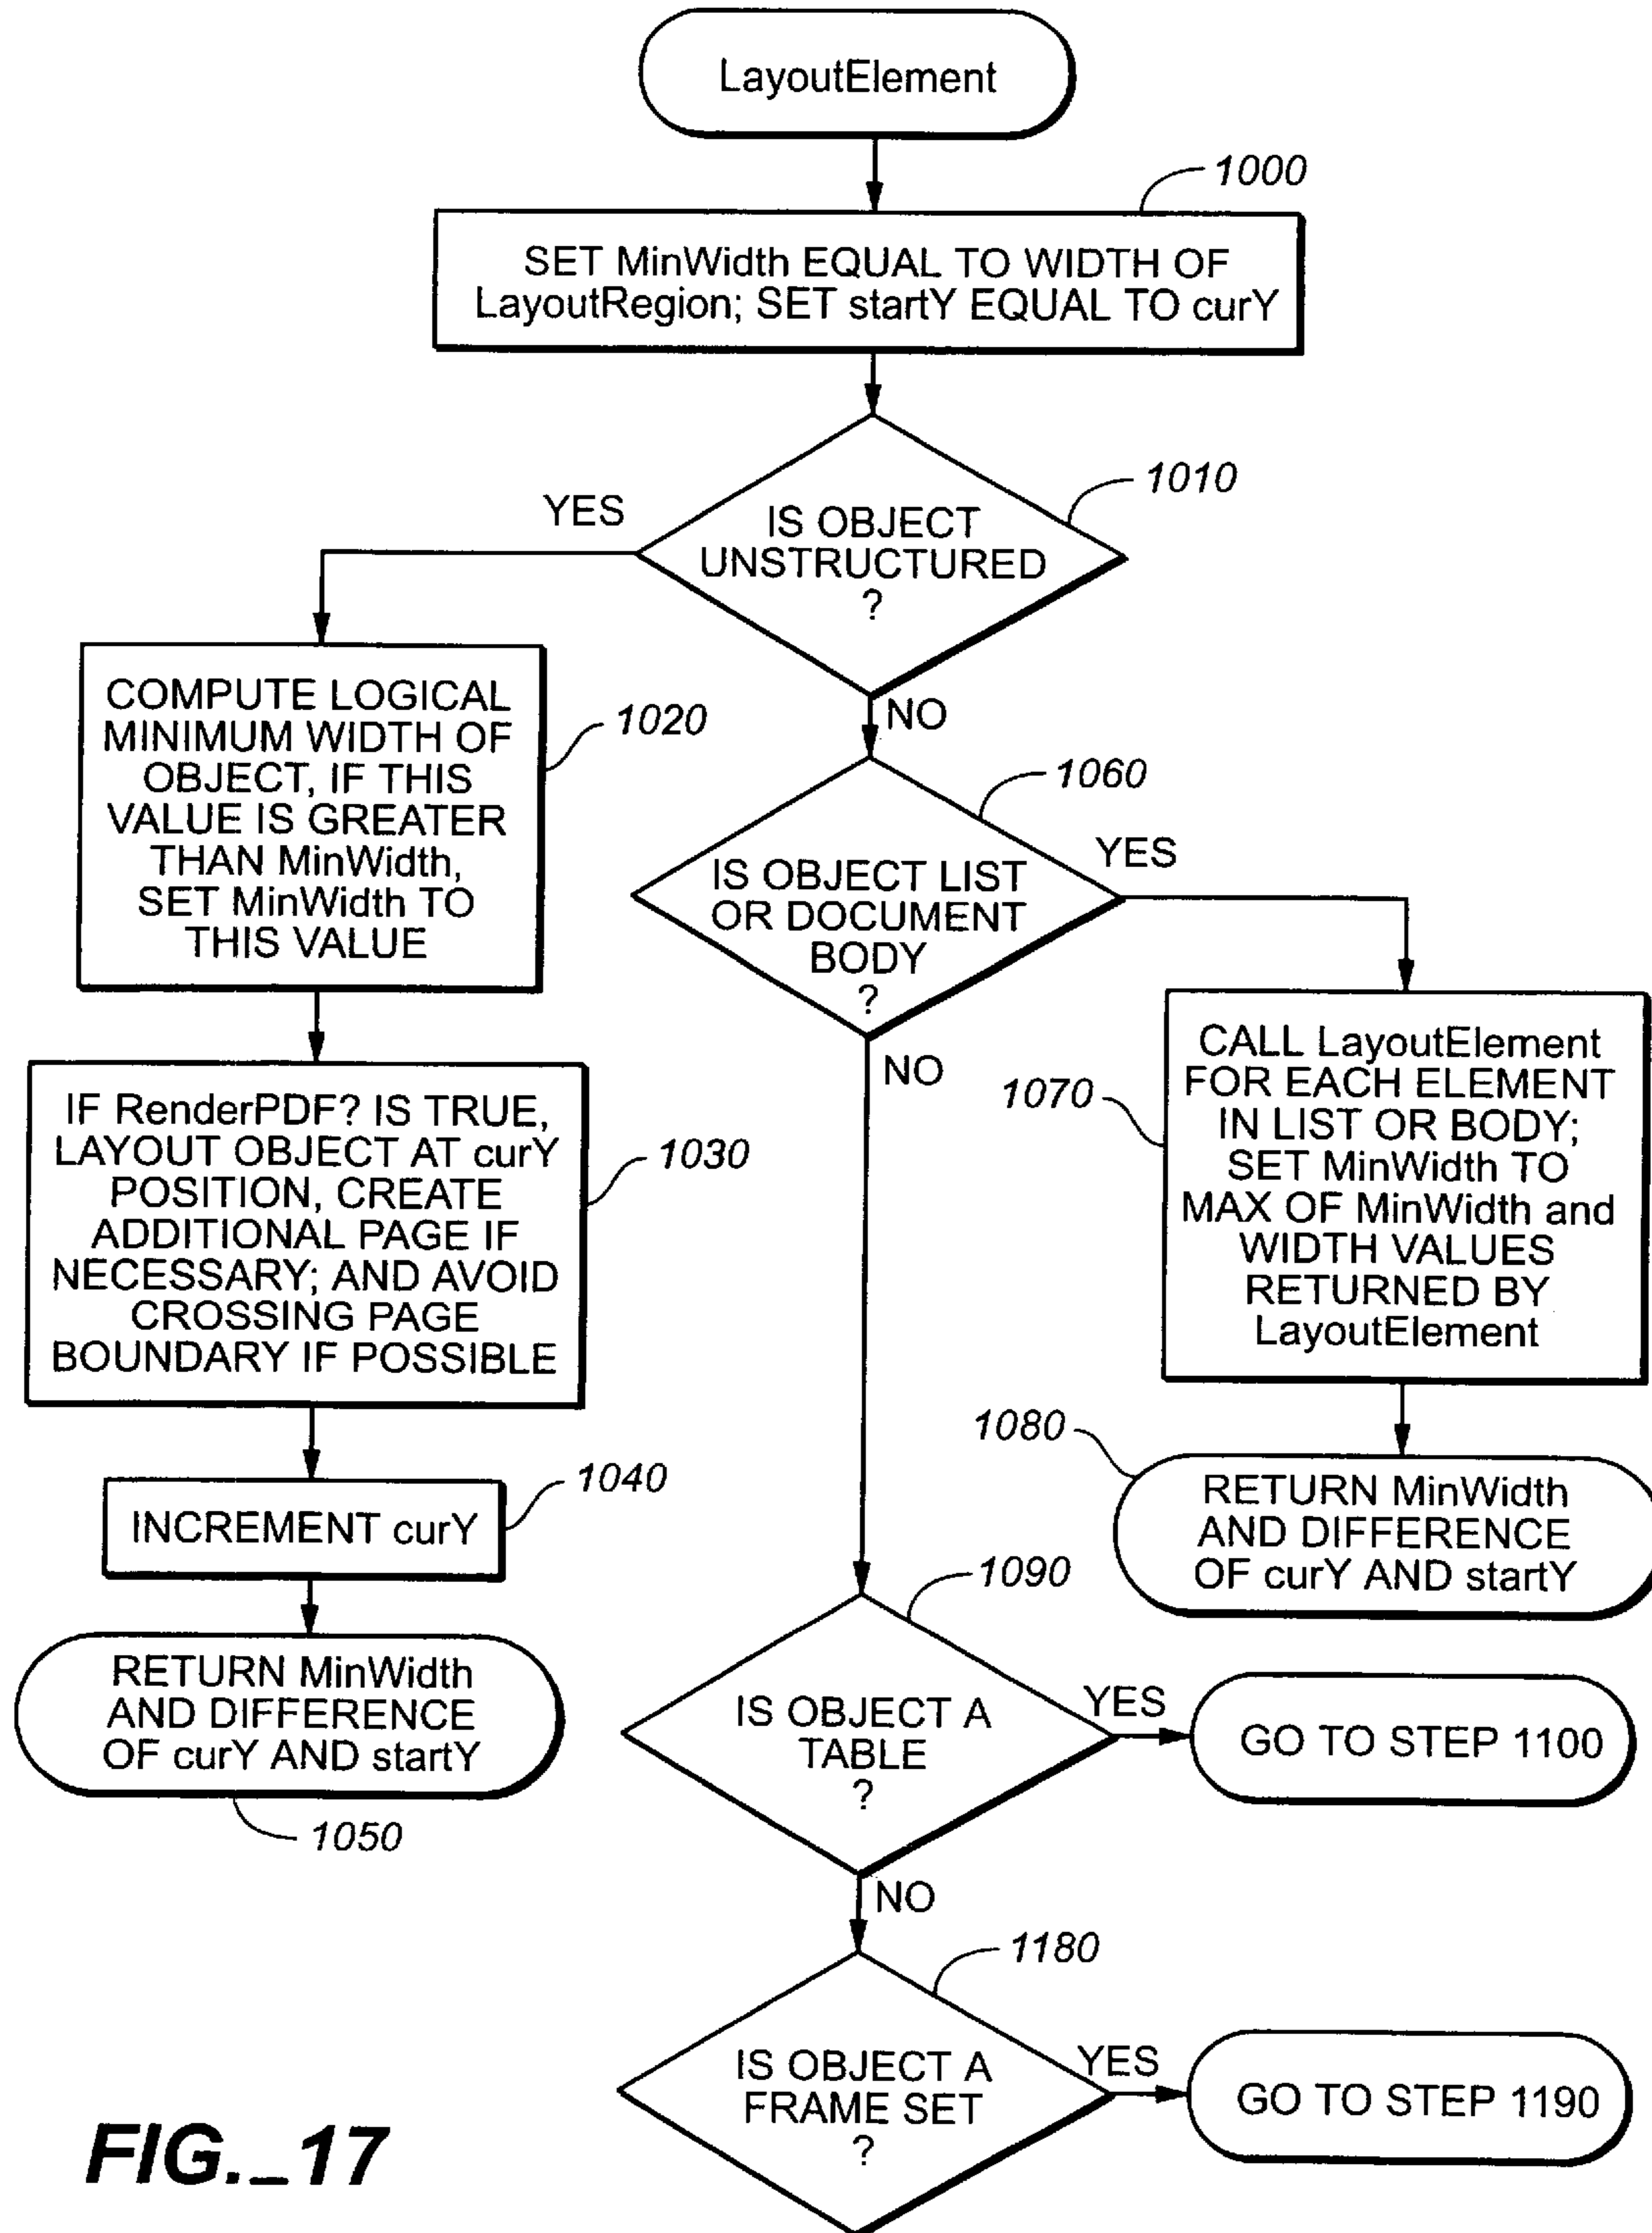 LayoutElement
1000
SET MinWidth EQUAL TO WIDTH OF
LayoutRegion; SET startY EQUAL TO curY
1010
YES
IS OBJECT
UNSTRUCTURED
?
NO
COMPUTE LOGICAL
MINIMUM WIDTH OF
OBJECT, IF THIS
VALUE IS GREATER
THAN MinWidth,
SET MinWidth TO
THIS VALUE
1020
1060
YES
IS OBJECT LIST
OR DOCUMENT
BODY
?
NO
IF RenderPDF? IS TRUE,
LAYOUT OBJECT AT curY
POSITION, CREATE
ADDITIONAL PAGE IF
NECESSARY; AND AVOID
CROSSING PAGE
BOUNDARY IF POSSIBLE
1030
1070
CALL LayoutElement
FOR EACH ELEMENT
IN LIST OR BODY;
SET MinWidth TO
MAX OF MinWidth and
WIDTH VALUES
RETURNED BY
LayoutElement
1040
INCREMENT curY
1080
RETURN MinWidth
AND DIFFERENCE
OF curY AND startY
RETURN MinWidth
AND DIFFERENCE
OF curY AND startY
1050
1090
IS OBJECT A
TABLE
?
YES
GO TO STEP 1100
NO
1180
IS OBJECT A
FRAME SET
?
YES
GO TO STEP 1190
FIG._17